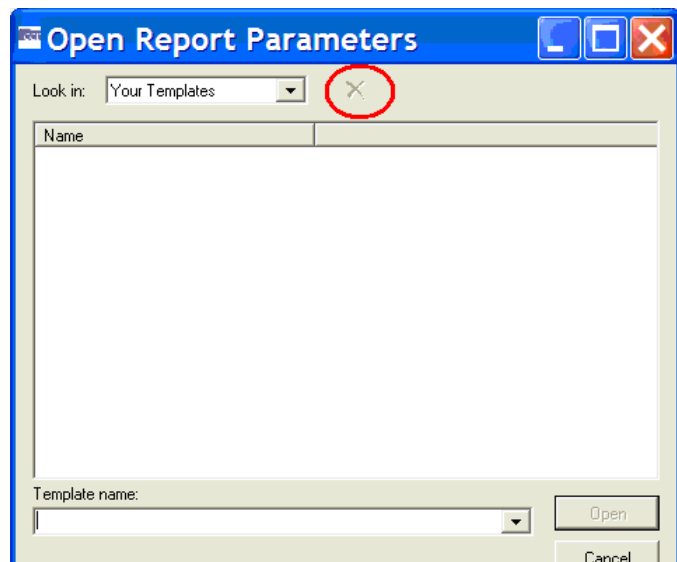 Open Report Parameters
Look in: Your Templates
Name
Template name:
Open
Cancel